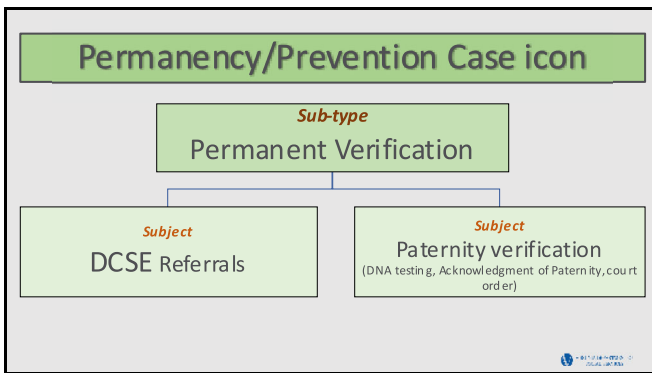 Permanency/Prevention Case icon
Sub-type
Permanent Verification
Subject
DCSE Referrals
Subject
Paternity verification
(DNA testing, Acknowledgment of Paternity, court
order)